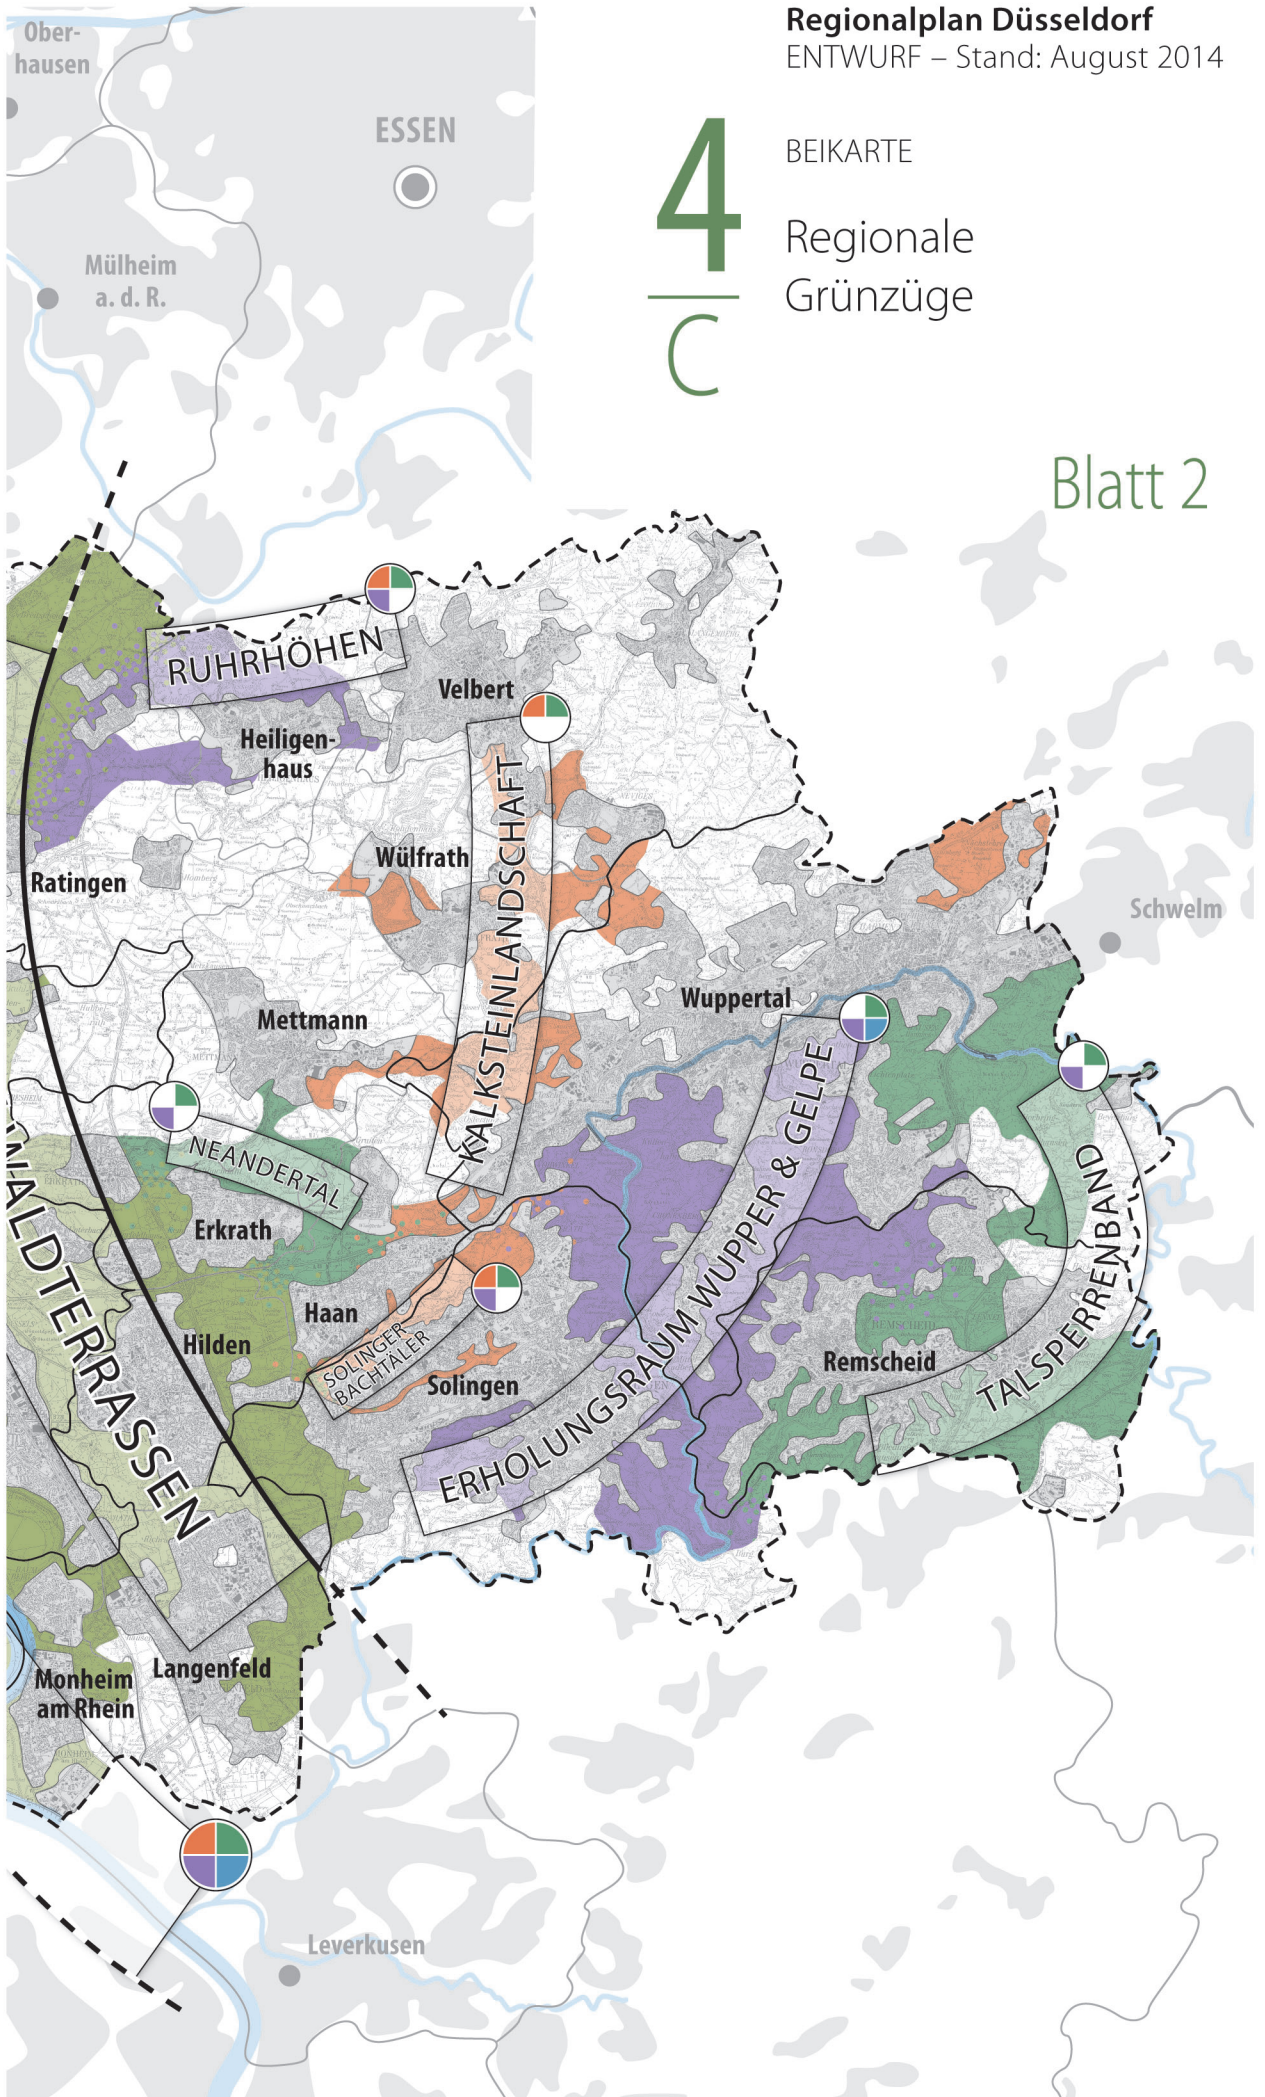 Regionalplan Düsseldorf
ENTWURF – Stand: August 2014
4
C
BEIKARTE
Regionale
Grünzüge
Blatt 2
Ober-
hausen
ESSEN
Mülheim
a. d. R.
RUHRHÖHEN
Velbert
Heiligen-
haus
Wülfrath
Ratingen
KALKSTEINLANDSCHAFT
Schwelm
Wuppertal
Mettmann
NEANDERTAL
Erkrath
WALDTERRASSEN
Haan
Hilden
SOLINGER
BACHTÄLER
Solingen
ERHOLUNGSRAUM WUPPER & GELPE
Remscheid
TALSPERRENBAND
Langenfeld
Monheim
am Rhein
Leverkusen